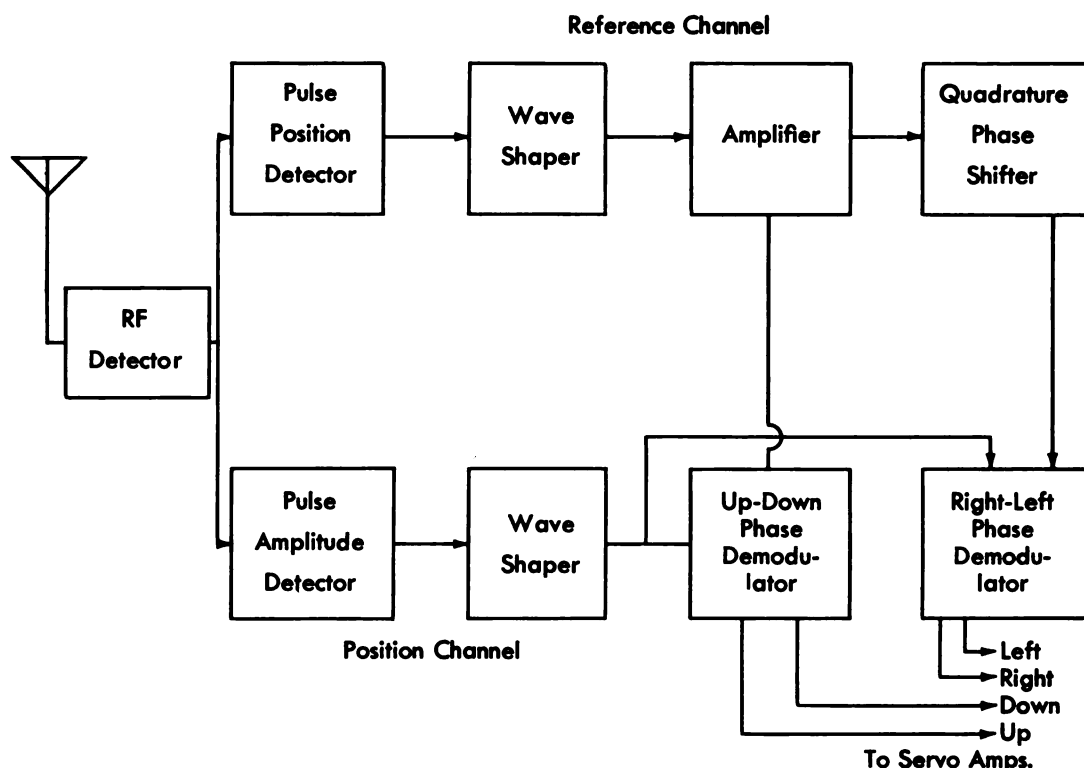 Reference Channel
Pulse
Position
Detector
Wave
Shaper
Amplifier
Quadrature
Phase
Shifter
RF
Detector
Pulse
Amplitude
Detector
Wave
Shaper
Up-Down
Phase
Demodu-
lator
Right-Left
Phase
Demodu-
lator
Position Channel
Left
Right
Down
Up
To Servo Amps.